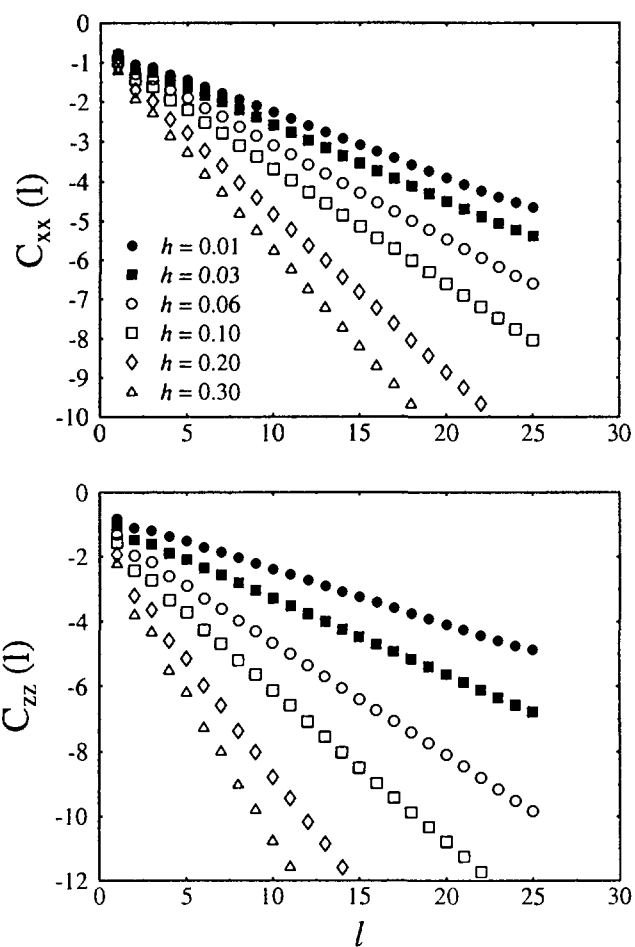 0
-1
-2
-3
-4
-5
-6
-7
-8
-9
-10
C_xx (l)
h = 0.01
h = 0.03
h = 0.06
h = 0.10
h = 0.20
h = 0.30
0 5 10 15 20 25 30
0
-2
-4
-6
-8
-10
-12
C_zz (l)
0 5 10 15 20 25 30
l